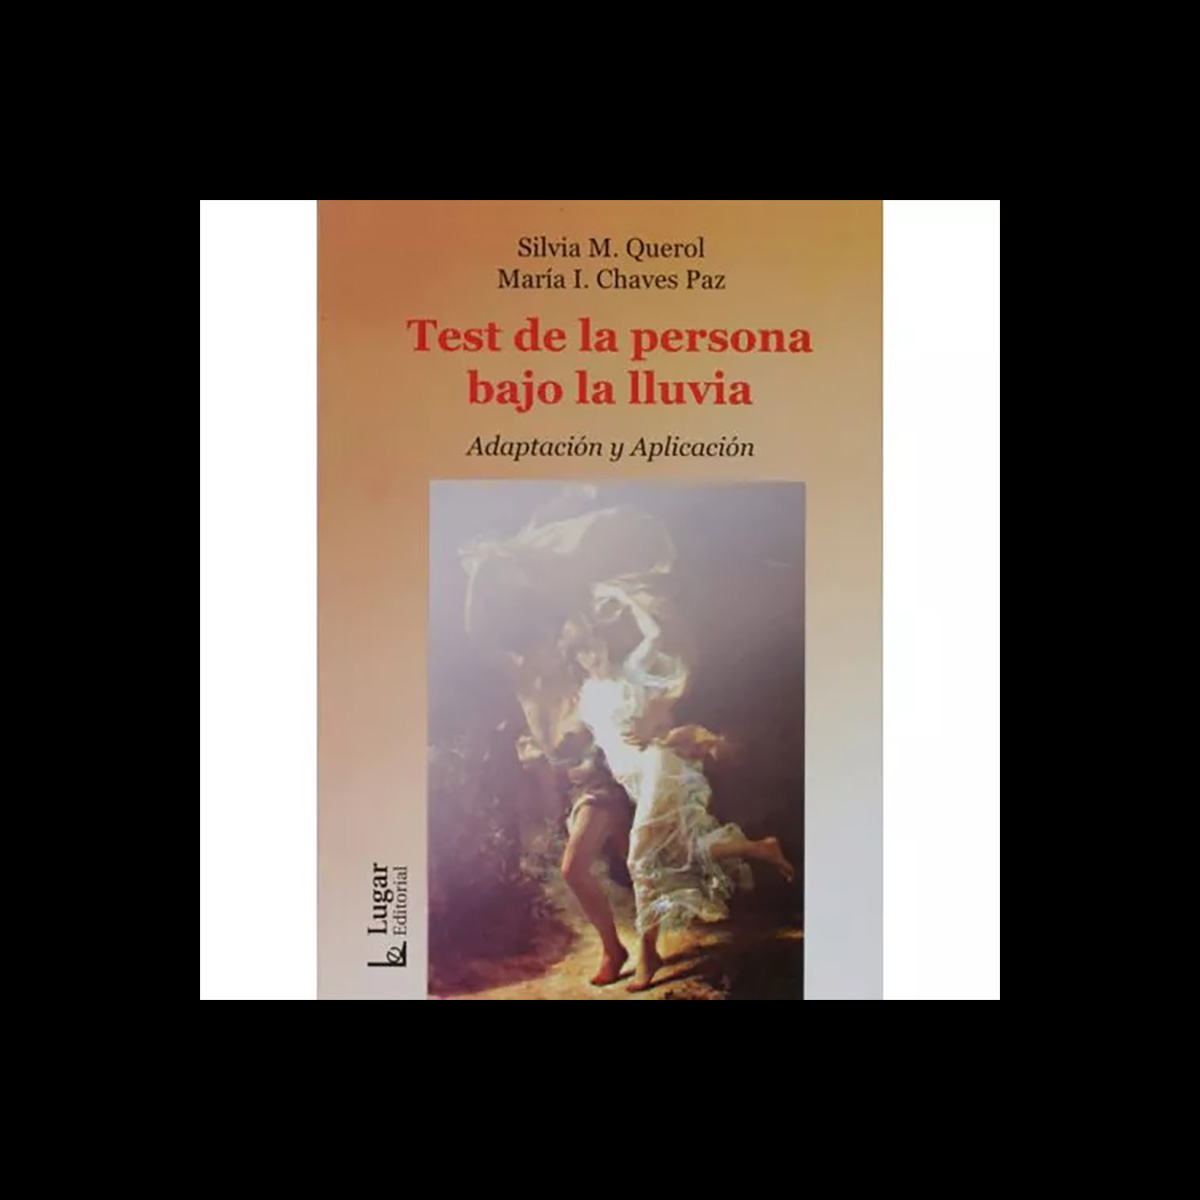 Silvia M. Querol
María I. Chaves Paz
Test de la persona
bajo la lluvia
Adaptación y Aplicación
Lugar
Editorial